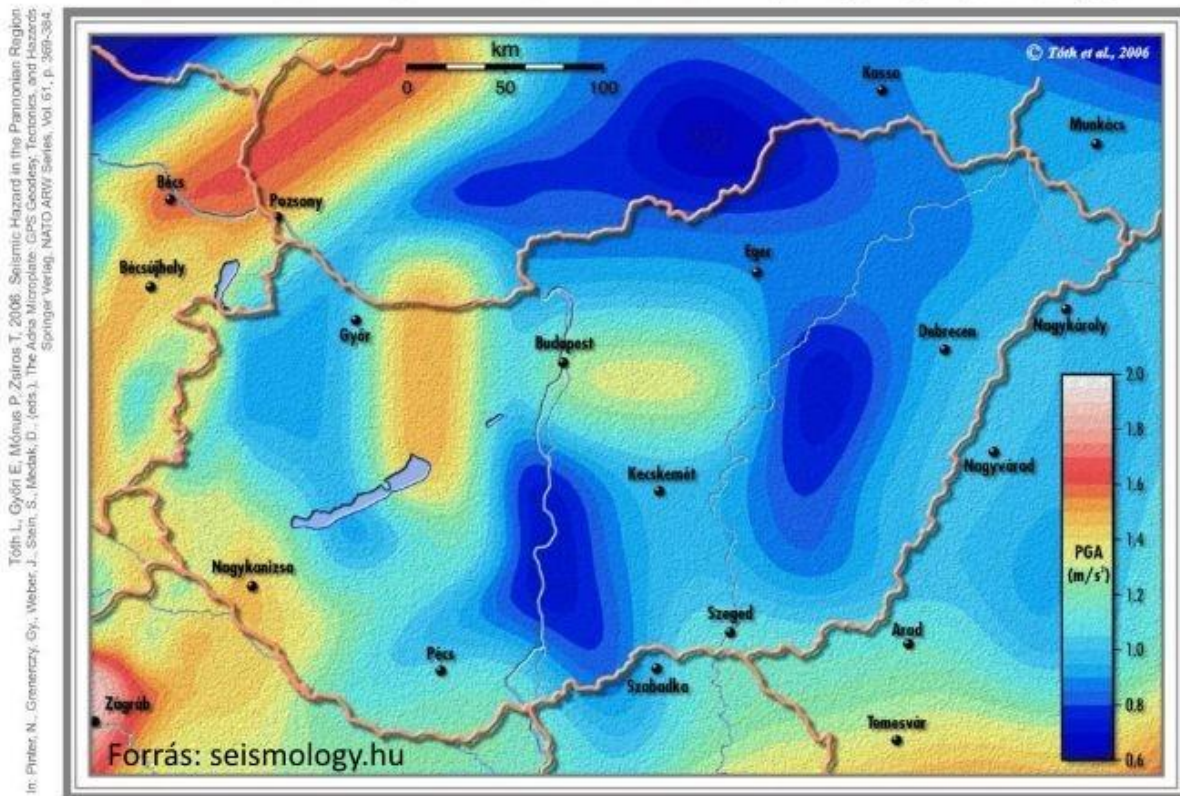 Tóth L., Győri E, Mónus P, Zsíros T, 2006. Seismic Hazard in the Pannonian Region
In: Pinter, N., Grenerczy, Gy., Weber, J., Stein, S., Medak, D., (eds.), The Adria Microplate: GPS Geodesy, Tectonics, and Hazards
Springer Verlag, NATO ARW Series, Vol. 61, p. 369-384.
km
0 50 100
© Tóth et al., 2006
Kassa
Munkács
Bécs
Pozsony
Bécsújhely
Eger
Győr
Budapest
Debrecen
Nagykároly
Kecskemét
Nagyvárad
Nagykanizsa
Szeged
Arad
Pécs
Szabadka
Zágráb
Temesvár
2.0
1.8
1.6
1.4
PGA
(m/s²)
1.2
1.0
0.8
0.6
Forrás: seismology.hu